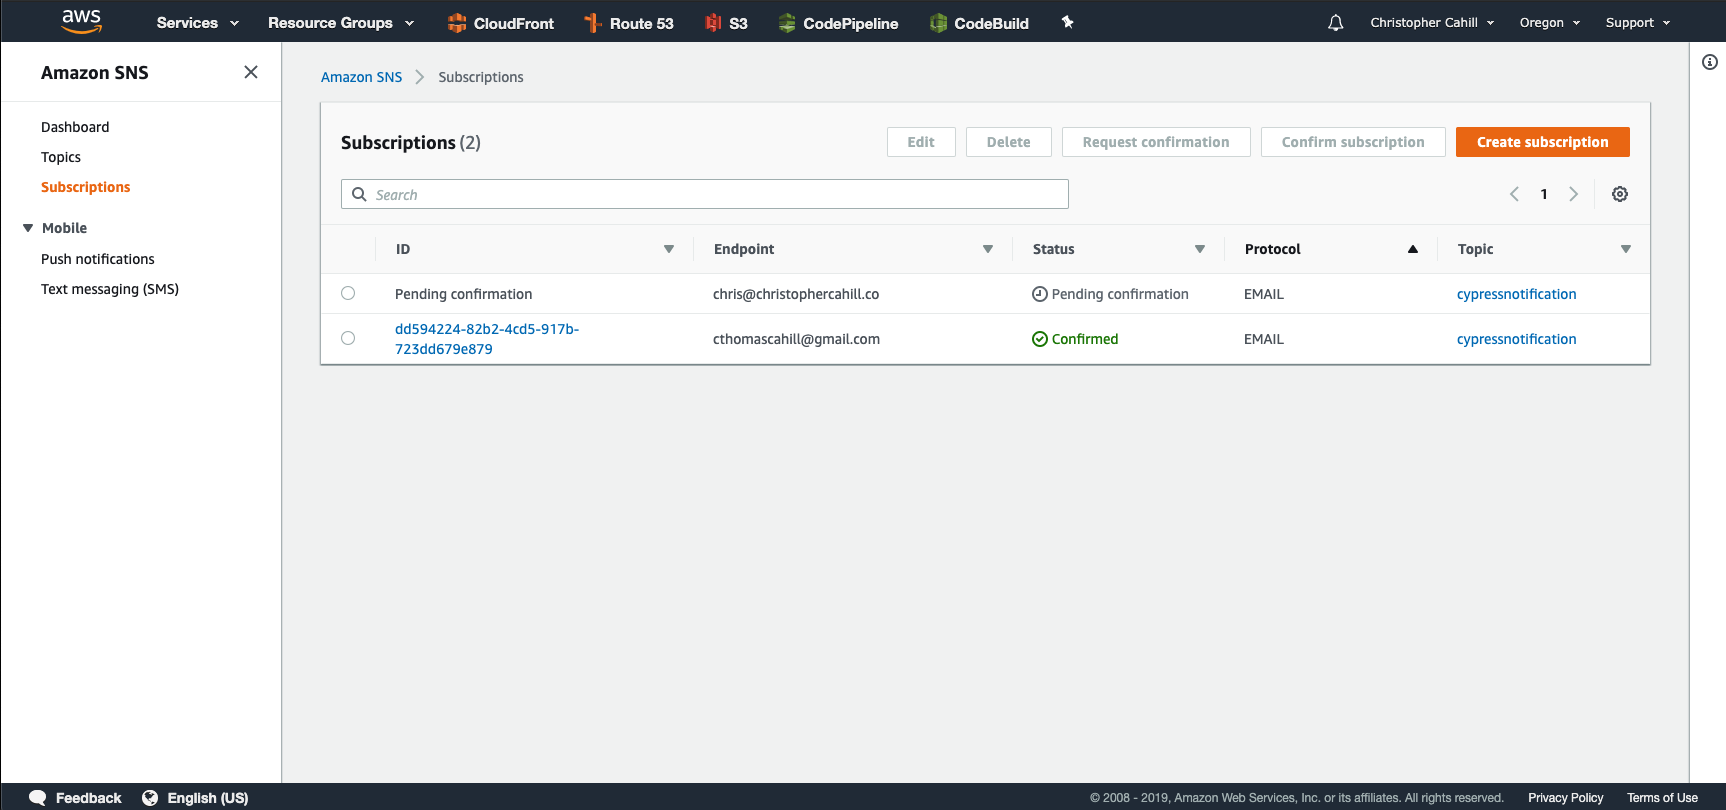 aws Services Resource Groups CloudFront Route 53 S3 CodePipeline CodeBuild Christopher Cahill Oregon Support
Amazon SNS
Dashboard
Topics
Subscriptions
Mobile
Push notifications
Text messaging (SMS)
Amazon SNS Subscriptions
Subscriptions (2) Edit Delete Request confirmation Confirm subscription Create subscription
Search 1
ID Endpoint Status Protocol Topic
Pending confirmation chris@christophercahill.co Pending confirmation EMAIL cypressnotification
dd594224-82b2-4cd5-917b-
723dd679e879 cthomascahill@gmail.com Confirmed EMAIL cypressnotification
Feedback English (US) © 2008 - 2019, Amazon Web Services, Inc. or its affiliates. All rights reserved. Privacy Policy Terms of Use